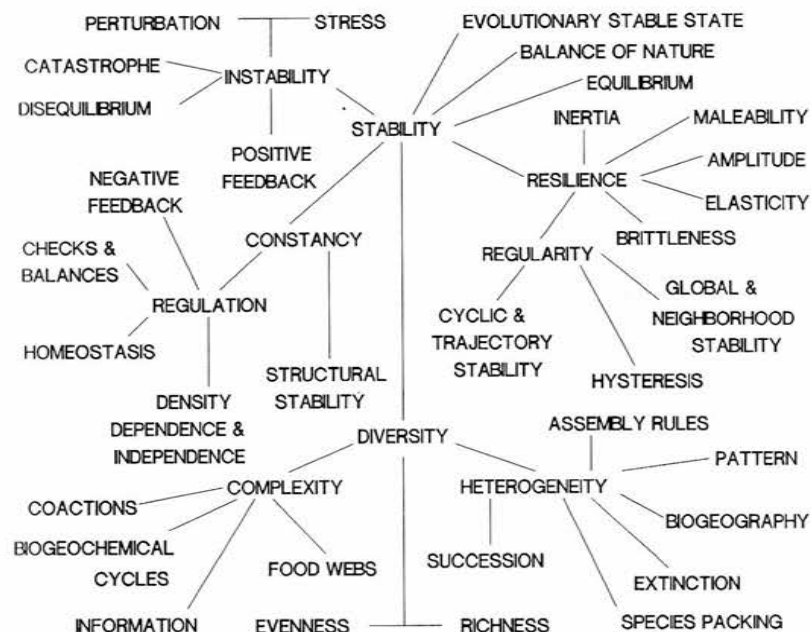 PERTURBATION
STRESS
EVOLUTIONARY STABLE STATE
BALANCE OF NATURE
CATASTROPHE
INSTABILITY
EQUILIBRIUM
DISEQUILIBRIUM
STABILITY
INERTIA
MALEABILITY
POSITIVE
FEEDBACK
AMPLITUDE
RESILIENCE
NEGATIVE
FEEDBACK
ELASTICITY
CONSTANCY
BRITTLENESS
CHECKS &
BALANCES
REGULARITY
REGULATION
GLOBAL &
NEIGHBORHOOD
STABILITY
CYCLIC &
TRAJECTORY
STABILITY
HOMEOSTASIS
STRUCTURAL
STABILITY
HYSTERESIS
DENSITY
DEPENDENCE &
INDEPENDENCE
ASSEMBLY RULES
DIVERSITY
PATTERN
COMPLEXITY
HETEROGENEITY
COACTIONS
BIOGEOGRAPHY
BIOGEOCHEMICAL
CYCLES
FOOD WEBS
SUCCESSION
EXTINCTION
INFORMATION
EVENNESS
RICHNESS
SPECIES PACKING